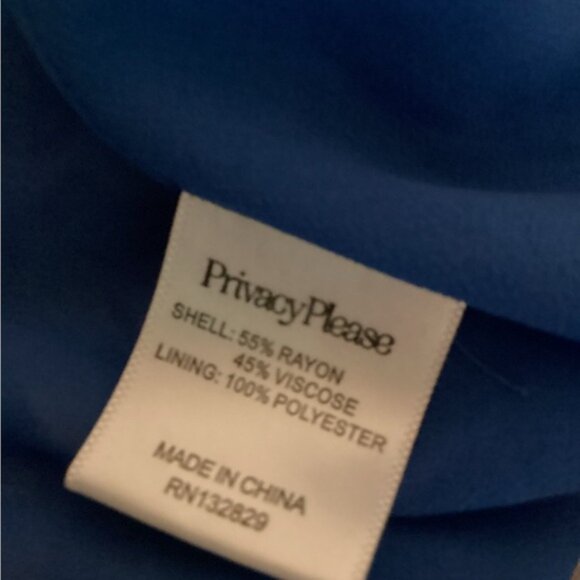 PrivacyPlease
SHELL: 55% RAYON
45% VISCOSE
LINING: 100% POLYESTER
MADE IN CHINA
RN132829